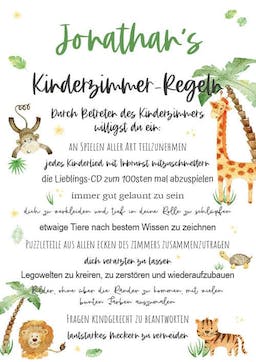 Jonathan's
Kinderzimmer-Regeln
Durch Betreten des Kinderzimmers
willigst du ein:
an Spielen aller Art teilzunehmen
jedes Kinderlied mit Inbrunst mitzuschmettern
die Lieblings-CD zum 100sten mal abzuspielen
immer gut gelaunt zu sein
dich zu verkleiden und tief in deine Rolle zu schlüpfen
etwaige Tiere nach bestem Wissen zu zeichnen
Puzzleteile aus allen Ecken des Zimmers zusammenzutragen
dich verarzten zu lassen
Legowelten zu kreiren, zu zerstören und wiederaufzubauen
Bilder, ohne über die Ränder zu kommen, mit vielen
bunten Farben auszumalen
Fragen kindgerecht zu beantworten
lautstarkes Meckern zu vermeiden